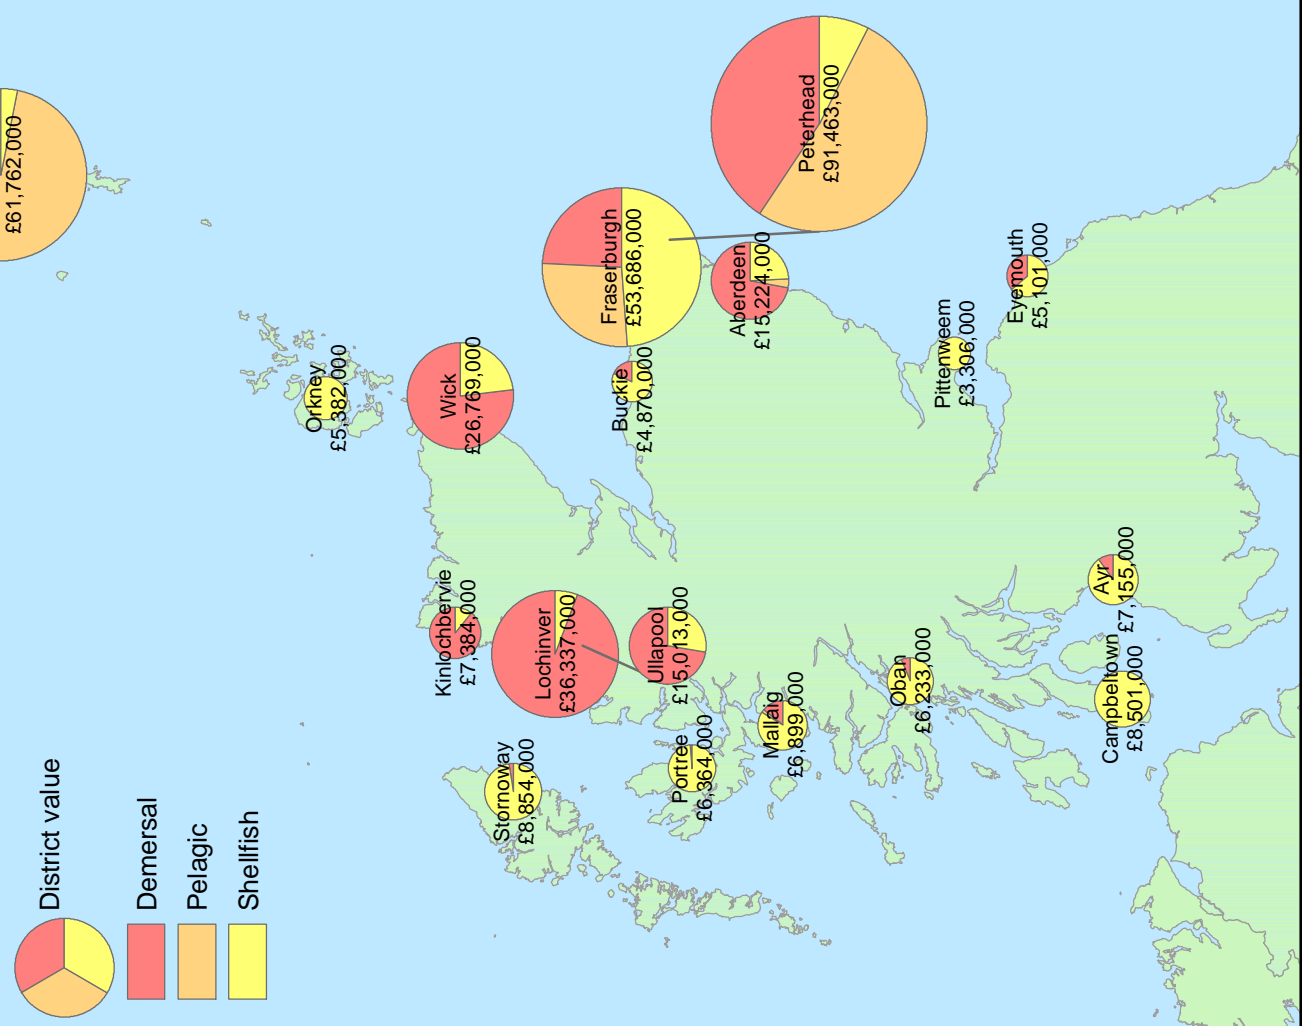 District value
Demersal
Pelagic
Shellfish
£61,762,000
Orkney
£5,382,000
Wick
£26,769,000
Kinlochbervie
£7,384,000
Lochinver
£36,337,000
Stornoway
£8,854,000
Ullapool
£15,013,000
Portree
£6,364,000
Mallaig
£6,899,000
Buckie
£4,870,000
Fraserburgh
£53,686,000
Peterhead
£91,463,000
Aberdeen
£15,224,000
Pittenweem
£3,306,000
Eyemouth
£5,101,000
Oban
£6,233,000
Campbeltown
£8,501,000
Ayr
£7,155,000